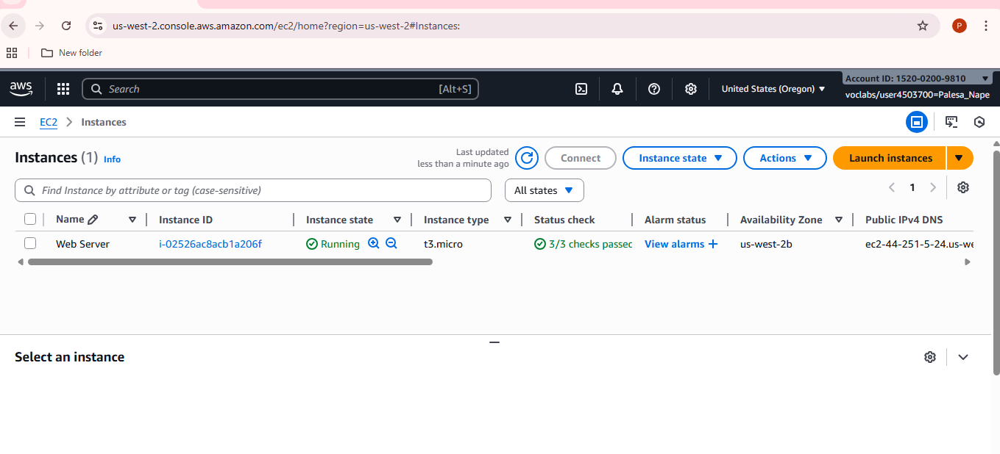 us-west-2.console.aws.amazon.com/ec2/home?region=us-west-2#Instances:
P
New folder
aws
Search
[Alt+S]
United States (Oregon)
Account ID: 1520-0200-9810
voclabs/user4503700=Palesa_Nape
EC2
Instances
Instances (1) Info
Last updated
less than a minute ago
Connect
Instance state
Actions
Launch instances
Find Instance by attribute or tag (case-sensitive)
All states
1
Name
Instance ID
Instance state
Instance type
Status check
Alarm status
Availability Zone
Public IPv4 DNS
Web Server
i-02526ac8acb1a206f
Running
t3.micro
3/3 checks passed
View alarms
us-west-2b
ec2-44-251-5-24.us-we
Select an instance